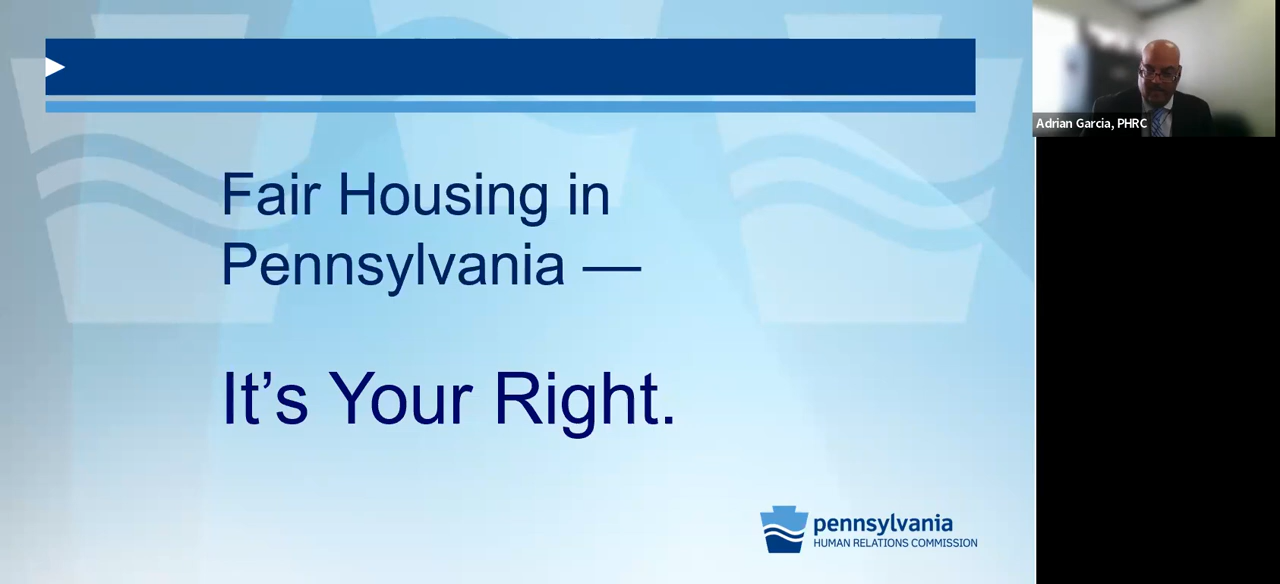 Fair Housing in
Pennsylvania —
It's Your Right.
pennsylvania
HUMAN RELATIONS COMMISSION
Adrian Garcia, PHRC